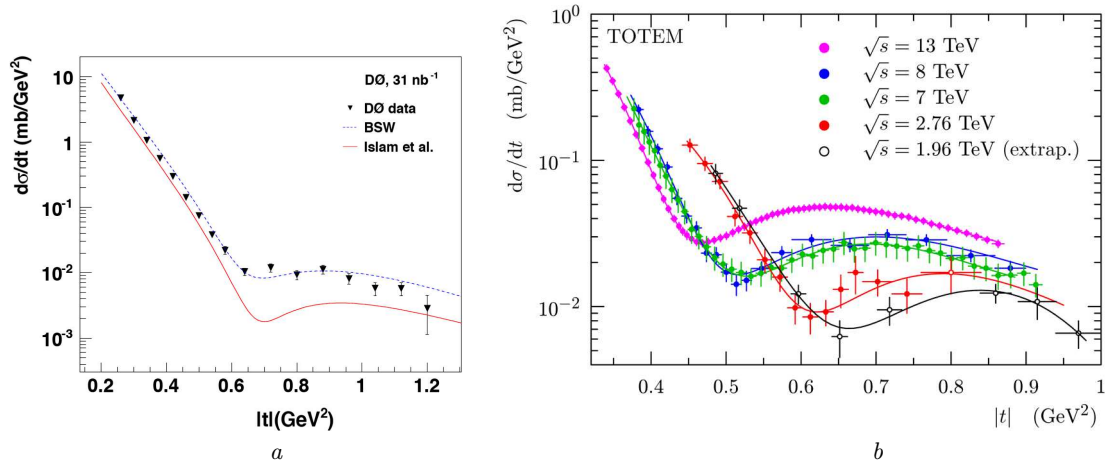 DØ, 31 nb⁻¹
DØ data
BSW
Islam et al.
dσ/dt (mb/GeV²)
10
1
10⁻¹
10⁻²
10⁻³
0.2 0.4 0.6 0.8 1 1.2
|t|(GeV²)
a
TOTEM
√s = 13 TeV
√s = 8 TeV
√s = 7 TeV
√s = 2.76 TeV
√s = 1.96 TeV (extrap.)
dσ/dt (mb/GeV²)
10⁰
10⁻¹
10⁻²
0.4 0.5 0.6 0.7 0.8 0.9 1
|t| (GeV²)
b